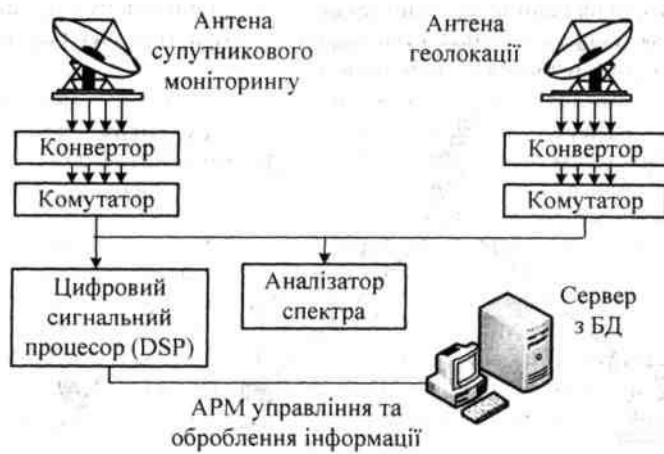 Антена
супутникового
моніторингу
Антена
геолокації
Конвертор
Конвертор
Комутатор
Комутатор
Цифровий
сигнальний
процесор (DSP)
Аналізатор
спектра
Сервер
з БД
АРМ управління та
оброблення інформації